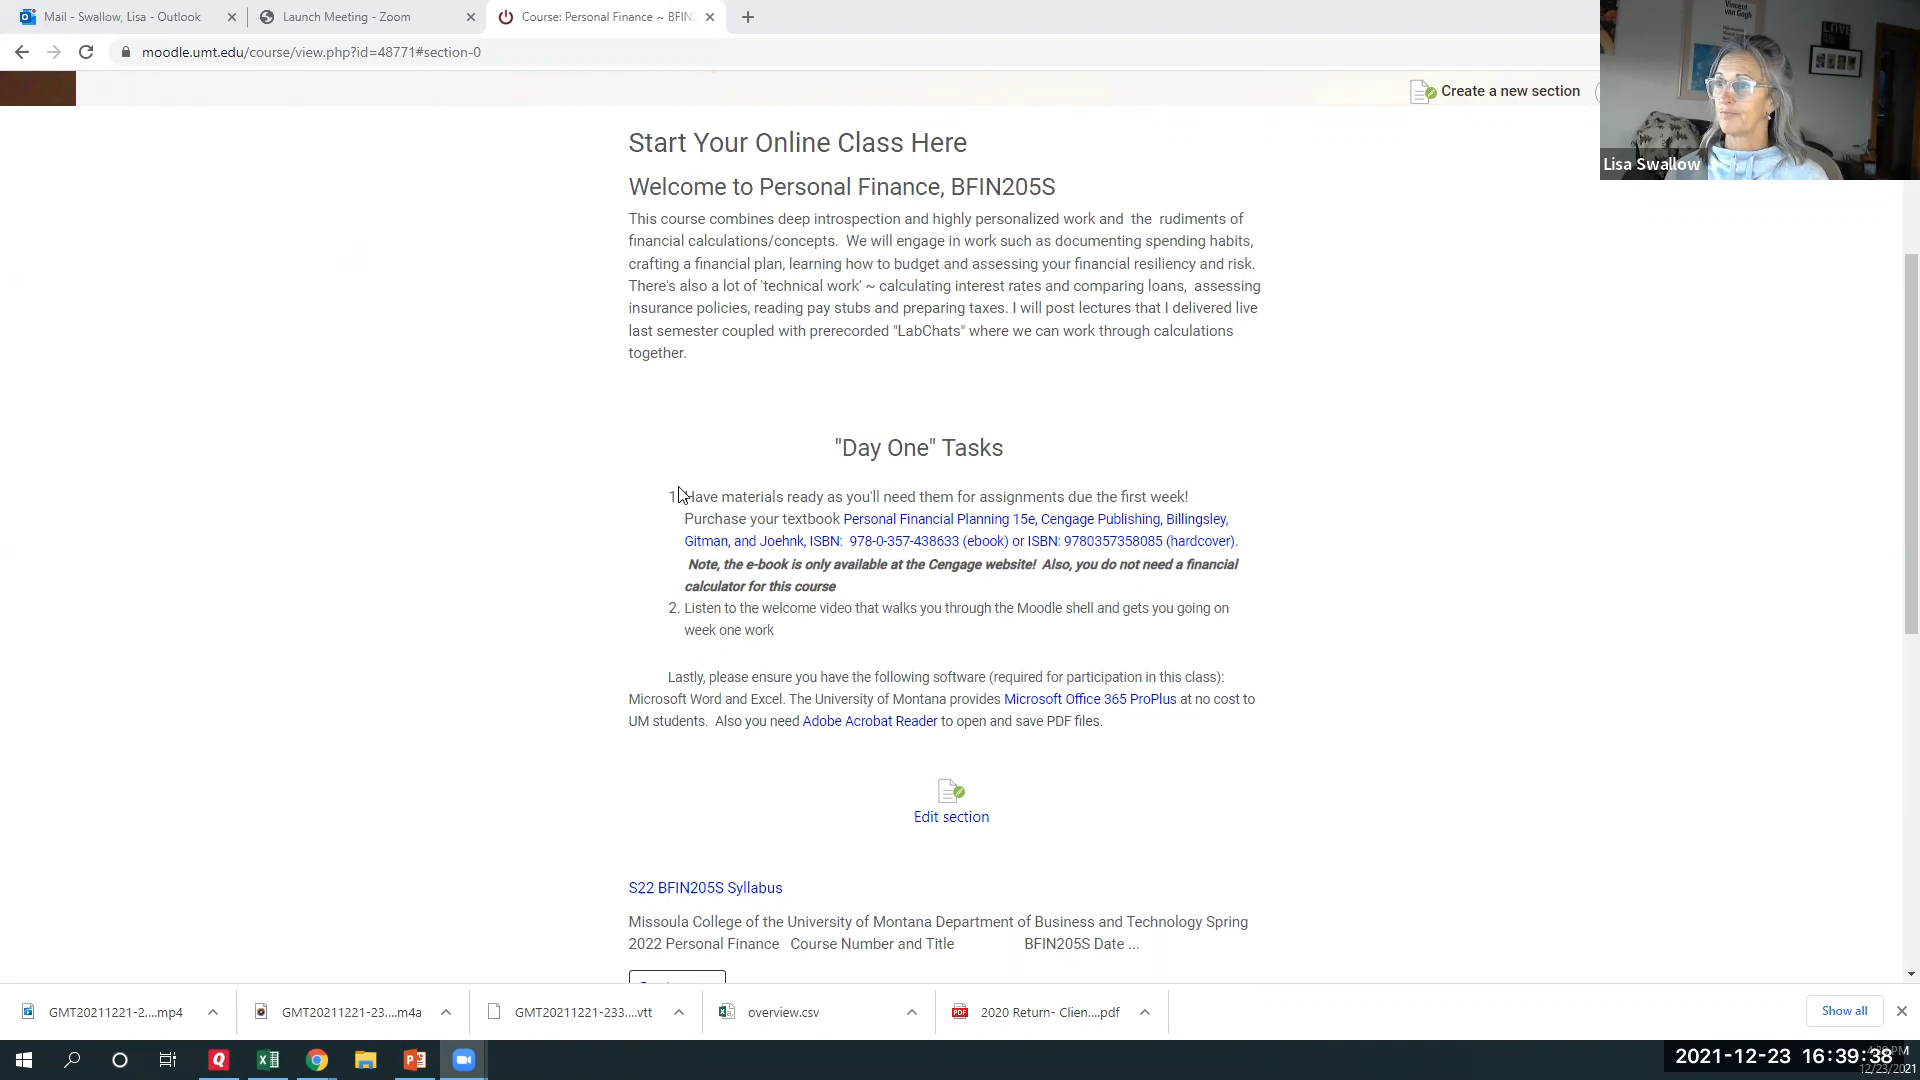 Mail - Swallow, Lisa - Outlook
Launch Meeting - Zoom
Course: Personal Finance ~ BFIN
moodle.umt.edu/course/view.php?id=48771#section-0
Create a new section
Vincent
van Gogh
LOVE
Lisa Swallow
Start Your Online Class Here
Welcome to Personal Finance, BFIN205S
This course combines deep introspection and highly personalized work and the rudiments of
financial calculations/concepts. We will engage in work such as documenting spending habits,
crafting a financial plan, learning how to budget and assessing your financial resiliency and risk.
There's also a lot of 'technical work' ~ calculating interest rates and comparing loans, assessing
insurance policies, reading pay stubs and preparing taxes. I will post lectures that I delivered live
last semester coupled with prerecorded "LabChats" where we can work through calculations
together.
"Day One" Tasks
1. Have materials ready as you'll need them for assignments due the first week!
Purchase your textbook Personal Financial Planning 15e, Cengage Publishing, Billingsley,
Gitman, and Joehnk, ISBN: 978-0-357-438633 (ebook) or ISBN: 9780357358085 (hardcover).
Note, the e-book is only available at the Cengage website! Also, you do not need a financial
calculator for this course
2. Listen to the welcome video that walks you through the Moodle shell and gets you going on
week one work
Lastly, please ensure you have the following software (required for participation in this class):
Microsoft Word and Excel. The University of Montana provides Microsoft Office 365 ProPlus at no cost to
UM students. Also you need Adobe Acrobat Reader to open and save PDF files.
Edit section
S22 BFIN205S Syllabus
Missoula College of the University of Montana Department of Business and Technology Spring
2022 Personal Finance Course Number and Title BFIN205S Date ...
GMT20211221-2....mp4
GMT20211221-23....m4a
GMT20211221-233....vtt
overview.csv
2020 Return- Clien....pdf
Show all
2021-12-23 16:39:38
12/23/2021